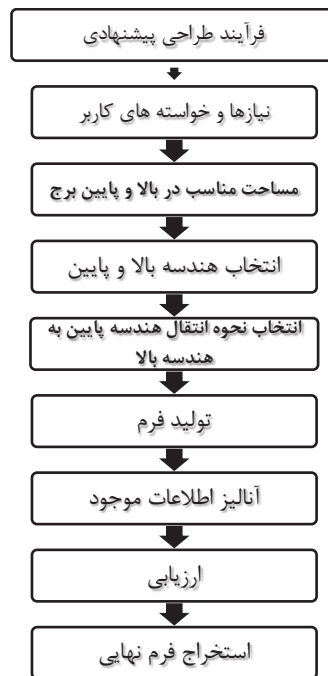 فرآیند طراحی پیشنهادی
نیازها و خواسته های کاربر
مساحت مناسب در بالا و پایین برج
انتخاب هندسه بالا و پایین
انتخاب نحوه انتقال هندسه پایین به
هندسه بالا
تولید فرم
آنالیز اطلاعات موجود
ارزیابی
استخراج فرم نهایی